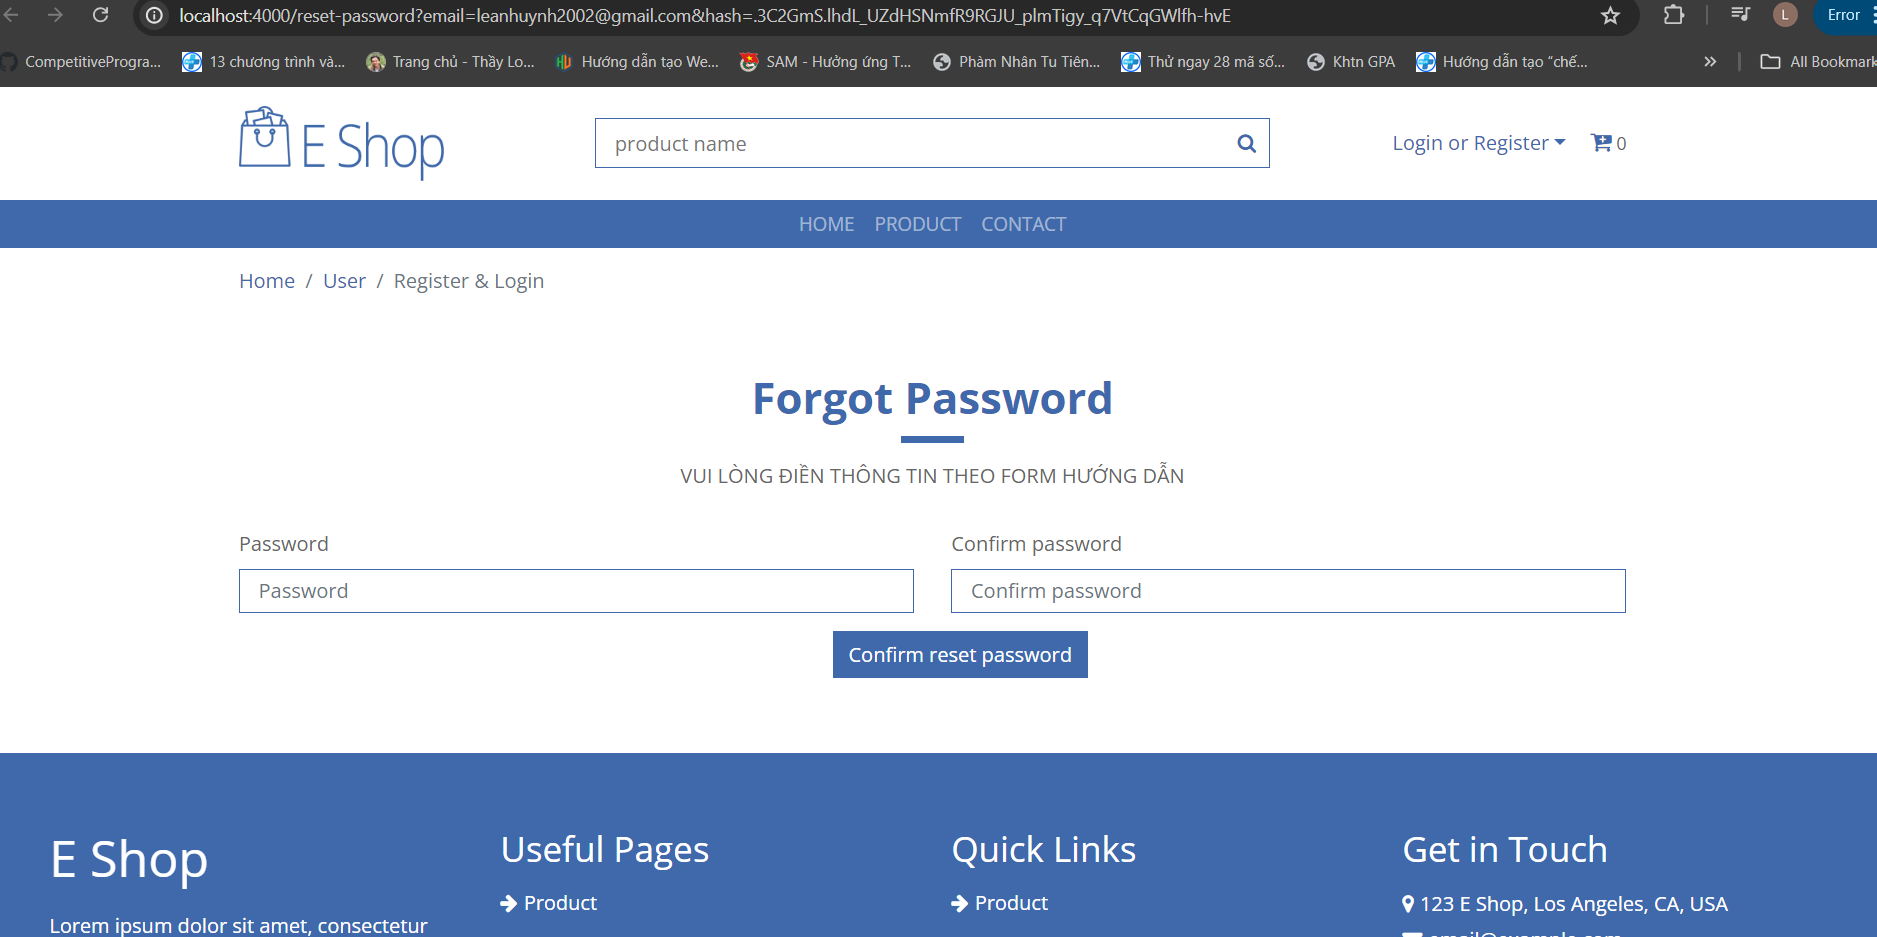 localhost:4000/reset-password?email=leanhuynh2002@gmail.com&hash=.3C2GmS.lhdL_UZdHSNmfR9RGJU_plmTigy_q7VtCqGWlfh-hvE
L
Error
CompetitiveProgra...
13 chương trình và...
Trang chủ - Thầy Lo...
Hướng dẫn tạo We...
SAM - Hưởng ứng T...
Phàm Nhân Tu Tiên...
Thử ngay 28 mã số...
Khtn GPA
Hướng dẫn tạo “chế...
»
All Bookmark
E Shop
product name
Login or Register
0
HOME
PRODUCT
CONTACT
Home / User / Register & Login
Forgot Password
VUI LÒNG ĐIỀN THÔNG TIN THEO FORM HƯỚNG DẪN
Password
Confirm password
Password
Confirm password
Confirm reset password
E Shop
Useful Pages
Quick Links
Get in Touch
Product
Product
123 E Shop, Los Angeles, CA, USA
Lorem ipsum dolor sit amet, consectetur
email@example.com